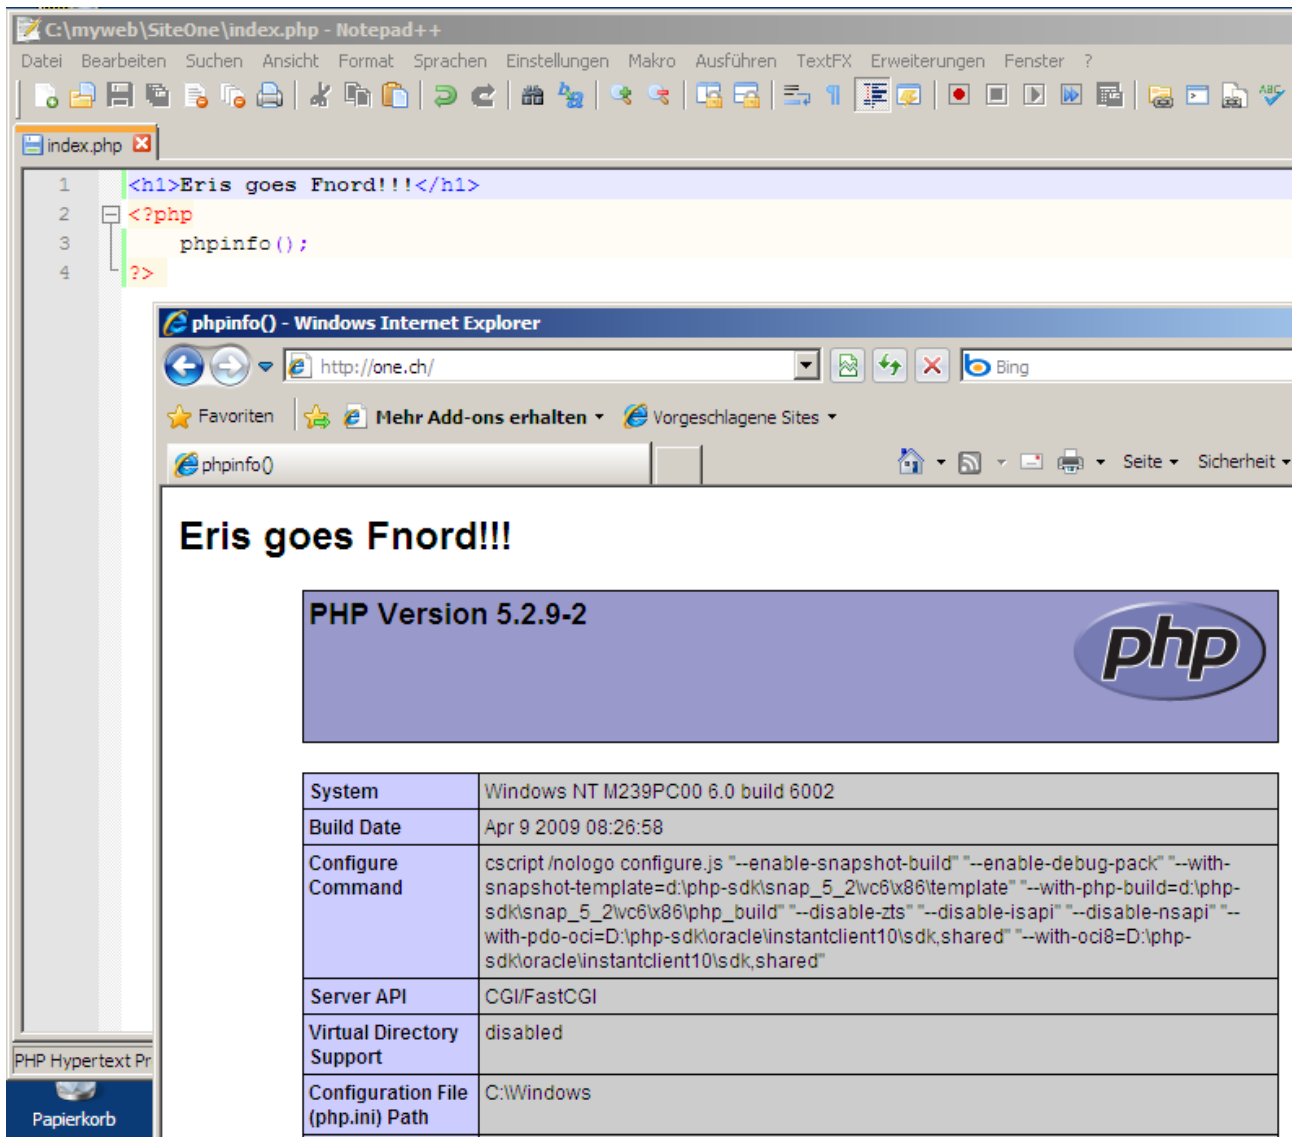 C:\myweb\SiteOne\index.php - Notepad++
Datei Bearbeiten Suchen Ansicht Format Sprachen Einstellungen Makro Ausführen TextFX Erweiterungen Fenster ?
ABC
index.php
1 <h1>Eris goes Fnord!!!</h1>
2 <?php
3 phpinfo();
4 ?>
phpinfo() - Windows Internet Explorer
http://one.ch/
Bing
Favoriten Mehr Add-ons erhalten Vorgeschlagene Sites
phpinfo()
Seite Sicherheit
Eris goes Fnord!!!
PHP Version 5.2.9-2
php
System Windows NT M239PC00 6.0 build 6002
Build Date Apr 9 2009 08:26:58
Configure Command cscript /nologo configure.js "--enable-snapshot-build" "--enable-debug-pack" "--with-
snapshot-template=d:\php-sdk\snap_5_2\vc6\x86\template" "--with-php-build=d:\php-
sdk\snap_5_2\vc6\x86\php_build" "--disable-zts" "--disable-isapi" "--disable-nsapi" "--
with-pdo-oci=D:\php-sdk\oracle\instantclient10\sdk,shared" "--with-oci8=D:\php-
sdk\oracle\instantclient10\sdk,shared"
Server API CGI/FastCGI
Virtual Directory Support disabled
Configuration File (php.ini) Path C:\Windows
PHP Hypertext Pr
Papierkorb